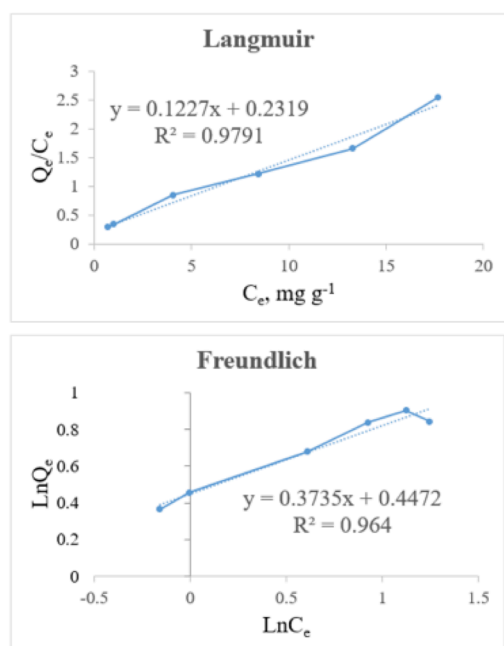 Langmuir
3
2.5
2
1.5
1
0.5
0
y = 0.1227x + 0.2319
R² = 0.9791
Qe/Ce
0 5 10 15 20
Ce, mg g⁻¹
Freundlich
1
0.8
0.6
0.4
0.2
0
LnQe
y = 0.3735x + 0.4472
R² = 0.964
-0.5 0 0.5 1 1.5
LnCe